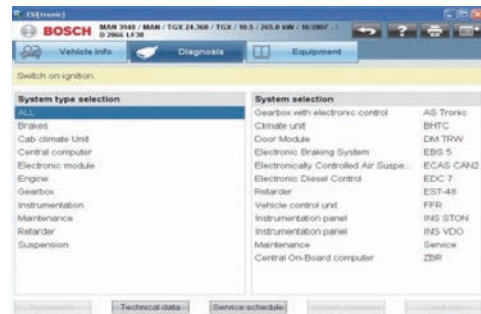 ESI[tronic]
BOSCH
MAN 3948 / MAN / TGX 24.360 / TGX / 10.5 / 265.0 kW / 10/2007 - /
D 2066 LF38
?
Vehicle info
Diagnosis
Equipment
Switch on ignition.
System type selection
ALL
Brakes
Cab climate Unit
Central computer
Electronic module
Engine
Gearbox
Instrumentation
Maintenance
Retarder
Suspension
System selection
Gearbox with electronic control AS Tronic
Climate unit BHTC
Door Module DM TRW
Electronic Braking System EBS 5
Electronically Controlled Air Suspe... ECAS CAN2
Electronic Diesel Control EDC 7
Retarder EST-48
Vehicle control unit FFR
Instrumentation panel INS STON
Instrumentation panel INS VDO
Maintenance Service
Central On-Board computer ZBR
Technical data
Service schedule